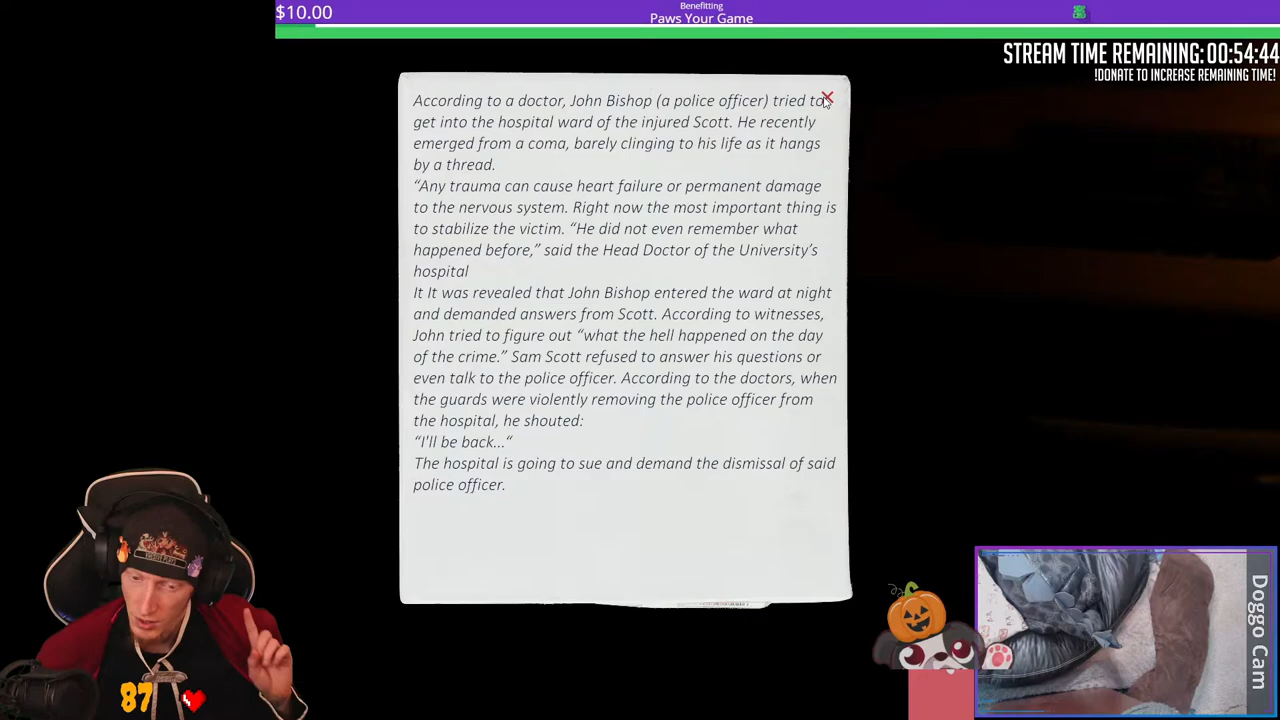 $10.00
Benefitting
Paws Your Game
STREAM TIME REMAINING: 00:54:44
!DONATE TO INCREASE REMAINING TIME!
According to a doctor, John Bishop (a police officer) tried to
get into the hospital ward of the injured Scott. He recently
emerged from a coma, barely clinging to his life as it hangs
by a thread.
“Any trauma can cause heart failure or permanent damage
to the nervous system. Right now the most important thing is
to stabilize the victim. “He did not even remember what
happened before,” said the Head Doctor of the University’s
hospital
It It was revealed that John Bishop entered the ward at night
and demanded answers from Scott. According to witnesses,
John tried to figure out “what the hell happened on the day
of the crime.” Sam Scott refused to answer his questions or
even talk to the police officer. According to the doctors, when
the guards were violently removing the police officer from
the hospital, he shouted:
“I'll be back...“
The hospital is going to sue and demand the dismissal of said
police officer.
87
Doggo Cam